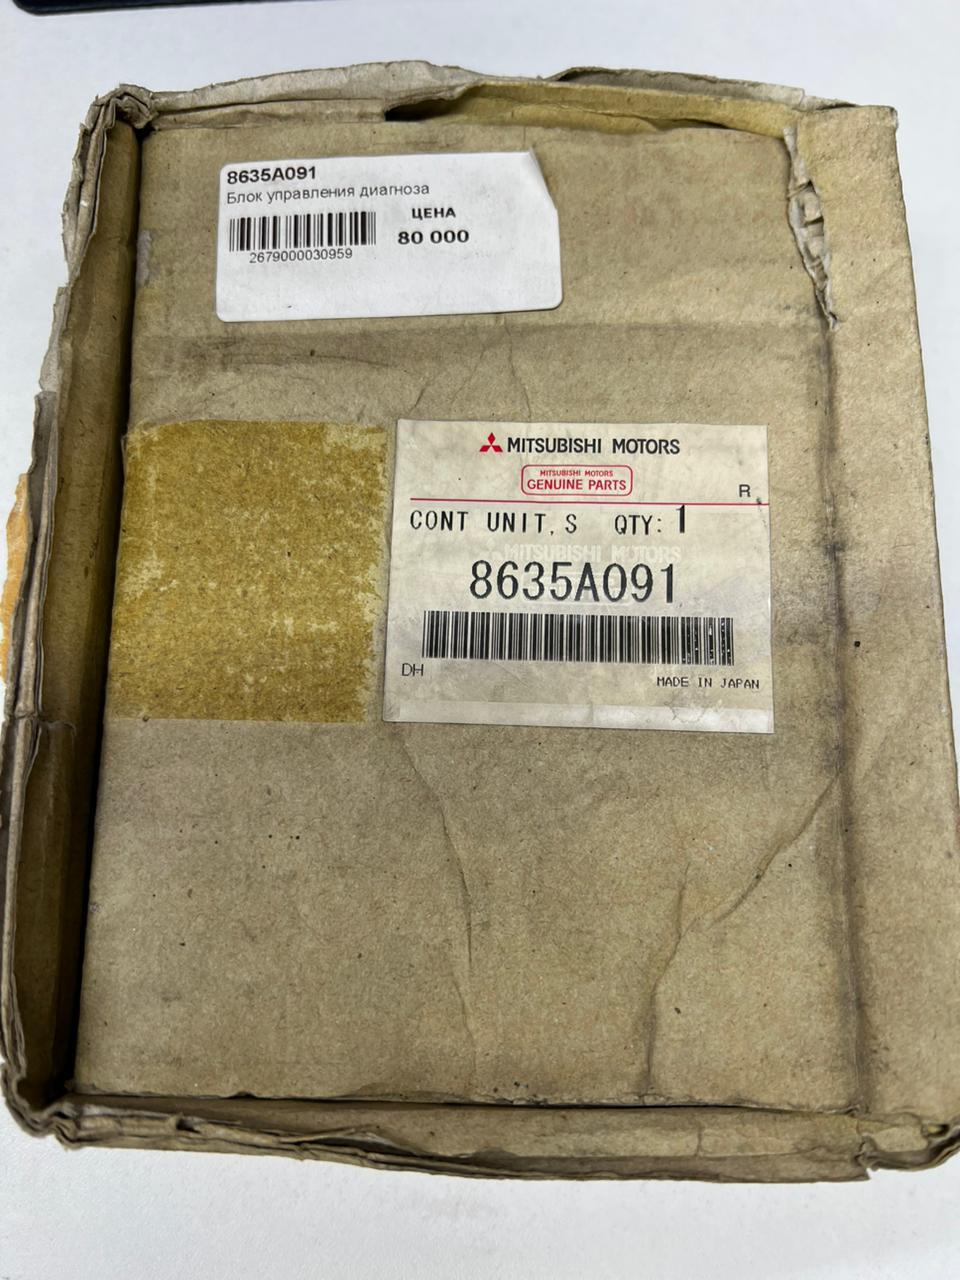 8635A091
Блок управления диагноза
ЦЕНА
80 000
2679000030959
MITSUBISHI MOTORS
MITSUBISHI MOTORS
GENUINE PARTS
R
CONT UNIT, S QTY: 1
MITSUBISHI MOTORS
8635A091
DH
MADE IN JAPAN